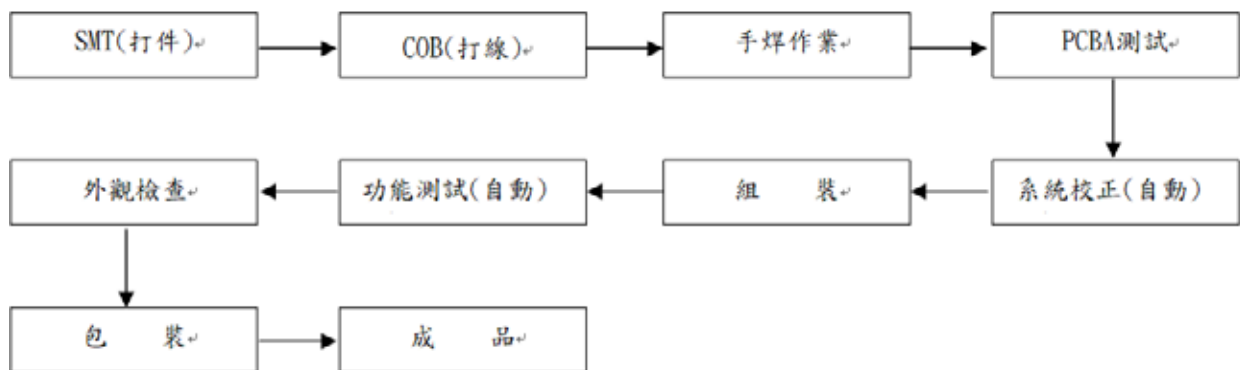 SMT(打件)
COB(打線)
手焊作業
PCBA測試
系統校正(自動)
組 裝
功能測試(自動)
外觀檢查
包 裝
成 品